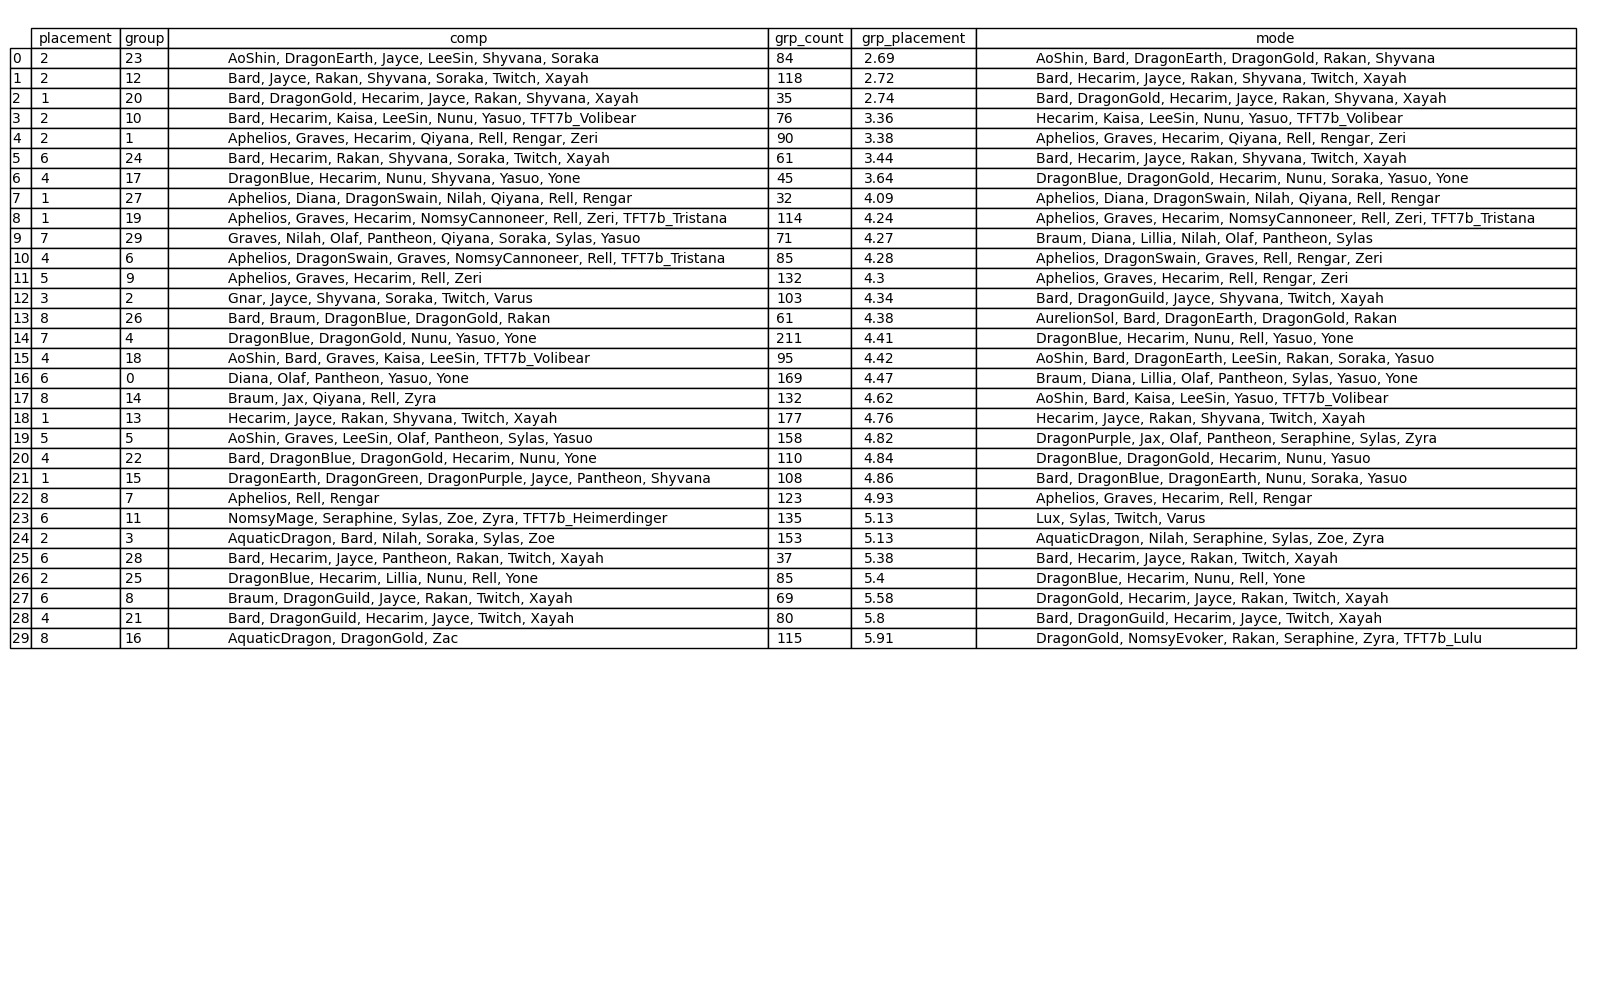 placement group comp grp_count grp_placement mode
0 2 23 AoShin, DragonEarth, Jayce, LeeSin, Shyvana, Soraka 84 2.69 AoShin, Bard, DragonEarth, DragonGold, Rakan, Shyvana
1 2 12 Bard, Jayce, Rakan, Shyvana, Soraka, Twitch, Xayah 118 2.72 Bard, Hecarim, Jayce, Rakan, Shyvana, Twitch, Xayah
2 1 20 Bard, DragonGold, Hecarim, Jayce, Rakan, Shyvana, Xayah 35 2.74 Bard, DragonGold, Hecarim, Jayce, Rakan, Shyvana, Xayah
3 2 10 Bard, Hecarim, Kaisa, LeeSin, Nunu, Yasuo, TFT7b_Volibear 76 3.36 Hecarim, Kaisa, LeeSin, Nunu, Yasuo, TFT7b_Volibear
4 2 1 Aphelios, Graves, Hecarim, Qiyana, Rell, Rengar, Zeri 90 3.38 Aphelios, Graves, Hecarim, Qiyana, Rell, Rengar, Zeri
5 6 24 Bard, Hecarim, Rakan, Shyvana, Soraka, Twitch, Xayah 61 3.44 Bard, Hecarim, Jayce, Rakan, Shyvana, Twitch, Xayah
6 4 17 DragonBlue, Hecarim, Nunu, Shyvana, Yasuo, Yone 45 3.64 DragonBlue, DragonGold, Hecarim, Nunu, Soraka, Yasuo, Yone
7 1 27 Aphelios, Diana, DragonSwain, Nilah, Qiyana, Rell, Rengar 32 4.09 Aphelios, Diana, DragonSwain, Nilah, Qiyana, Rell, Rengar
8 1 19 Aphelios, Graves, Hecarim, NomsyCannoneer, Rell, Zeri, TFT7b_Tristana 114 4.24 Aphelios, Graves, Hecarim, NomsyCannoneer, Rell, Zeri, TFT7b_Tristana
9 7 29 Graves, Nilah, Olaf, Pantheon, Qiyana, Soraka, Sylas, Yasuo 71 4.27 Braum, Diana, Lillia, Nilah, Olaf, Pantheon, Sylas
10 4 6 Aphelios, DragonSwain, Graves, NomsyCannoneer, Rell, TFT7b_Tristana 85 4.28 Aphelios, DragonSwain, Graves, Rell, Rengar, Zeri
11 5 9 Aphelios, Graves, Hecarim, Rell, Zeri 132 4.3 Aphelios, Graves, Hecarim, Rell, Rengar, Zeri
12 3 2 Gnar, Jayce, Shyvana, Soraka, Twitch, Varus 103 4.34 Bard, DragonGuild, Jayce, Shyvana, Twitch, Xayah
13 8 26 Bard, Braum, DragonBlue, DragonGold, Rakan 61 4.38 AurelionSol, Bard, DragonEarth, DragonGold, Rakan
14 7 4 DragonBlue, DragonGold, Nunu, Yasuo, Yone 211 4.41 DragonBlue, Hecarim, Nunu, Rell, Yasuo, Yone
15 4 18 AoShin, Bard, Graves, Kaisa, LeeSin, TFT7b_Volibear 95 4.42 AoShin, Bard, DragonEarth, LeeSin, Rakan, Soraka, Yasuo
16 6 0 Diana, Olaf, Pantheon, Yasuo, Yone 169 4.47 Braum, Diana, Lillia, Olaf, Pantheon, Sylas, Yasuo, Yone
17 8 14 Braum, Jax, Qiyana, Rell, Zyra 132 4.62 AoShin, Bard, Kaisa, LeeSin, Yasuo, TFT7b_Volibear
18 1 13 Hecarim, Jayce, Rakan, Shyvana, Twitch, Xayah 177 4.76 Hecarim, Jayce, Rakan, Shyvana, Twitch, Xayah
19 5 5 AoShin, Graves, LeeSin, Olaf, Pantheon, Sylas, Yasuo 158 4.82 DragonPurple, Jax, Olaf, Pantheon, Seraphine, Sylas, Zyra
20 4 22 Bard, DragonBlue, DragonGold, Hecarim, Nunu, Yone 110 4.84 DragonBlue, DragonGold, Hecarim, Nunu, Yasuo
21 1 15 DragonEarth, DragonGreen, DragonPurple, Jayce, Pantheon, Shyvana 108 4.86 Bard, DragonBlue, DragonEarth, Nunu, Soraka, Yasuo
22 8 7 Aphelios, Rell, Rengar 123 4.93 Aphelios, Graves, Hecarim, Rell, Rengar
23 6 11 NomsyMage, Seraphine, Sylas, Zoe, Zyra, TFT7b_Heimerdinger 135 5.13 Lux, Sylas, Twitch, Varus
24 2 3 AquaticDragon, Bard, Nilah, Soraka, Sylas, Zoe 153 5.13 AquaticDragon, Nilah, Seraphine, Sylas, Zoe, Zyra
25 6 28 Bard, Hecarim, Jayce, Pantheon, Rakan, Twitch, Xayah 37 5.38 Bard, Hecarim, Jayce, Rakan, Twitch, Xayah
26 2 25 DragonBlue, Hecarim, Lillia, Nunu, Rell, Yone 85 5.4 DragonBlue, Hecarim, Nunu, Rell, Yone
27 6 8 Braum, DragonGuild, Jayce, Rakan, Twitch, Xayah 69 5.58 DragonGold, Hecarim, Jayce, Rakan, Twitch, Xayah
28 4 21 Bard, DragonGuild, Hecarim, Jayce, Twitch, Xayah 80 5.8 Bard, DragonGuild, Hecarim, Jayce, Twitch, Xayah
29 8 16 AquaticDragon, DragonGold, Zac 115 5.91 DragonGold, NomsyEvoker, Rakan, Seraphine, Zyra, TFT7b_Lulu